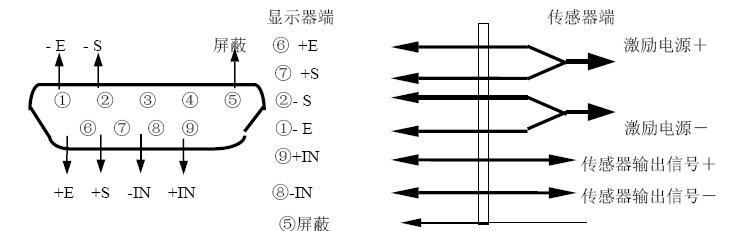 显示器端
传感器端
- E
- S
屏蔽
① ② ③ ④ ⑤
⑥ ⑦ ⑧ ⑨
+E
+S
-IN
+IN
⑥ +E
⑦ +S
②- S
①- E
⑨+IN
⑧-IN
⑤屏蔽
激励电源＋
激励电源－
传感器输出信号＋
传感器输出信号－